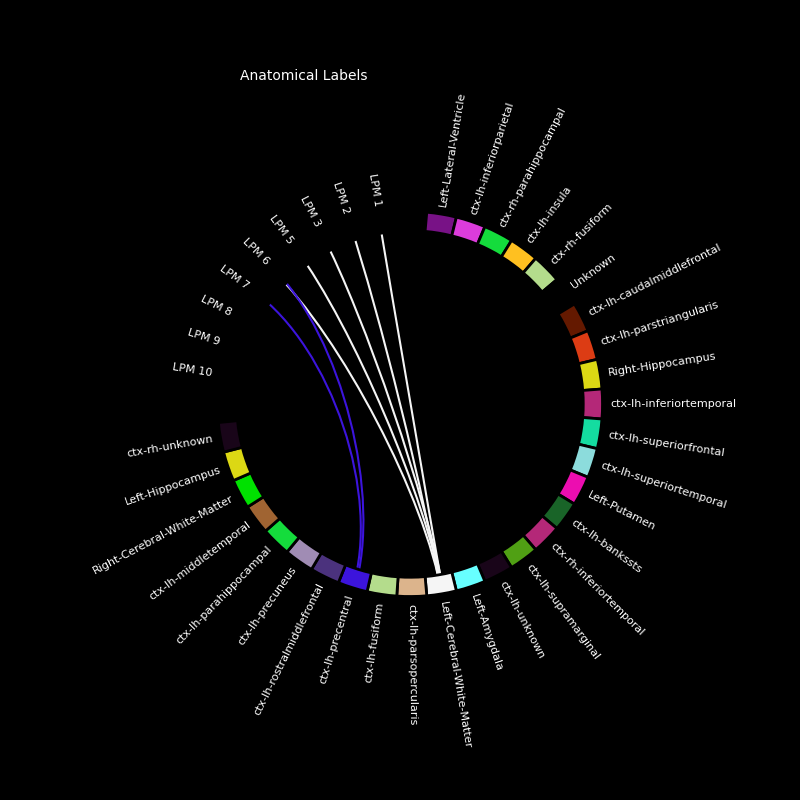 Anatomical Labels
Left-Lateral-Ventricle
ctx-lh-inferiorparietal
ctx-rh-parahippocampal
ctx-lh-insula
ctx-rh-fusiform
Unknown
ctx-lh-caudalmiddlefrontal
ctx-lh-parstriangularis
Right-Hippocampus
ctx-lh-inferiortemporal
ctx-lh-superiorfrontal
ctx-lh-superiortemporal
Left-Putamen
ctx-lh-bankssts
ctx-rh-inferiortemporal
ctx-lh-supramarginal
ctx-lh-unknown
Left-Amygdala
Left-Cerebral-White-Matter
ctx-lh-parsopercularis
ctx-lh-fusiform
ctx-lh-precentral
ctx-lh-rostralmiddlefrontal
ctx-lh-precuneus
ctx-lh-parahippocampal
ctx-lh-middletemporal
Right-Cerebral-White-Matter
Left-Hippocampus
ctx-rh-unknown
LPM 10
LPM 9
LPM 8
LPM 7
LPM 6
LPM 5
LPM 3
LPM 2
LPM 1